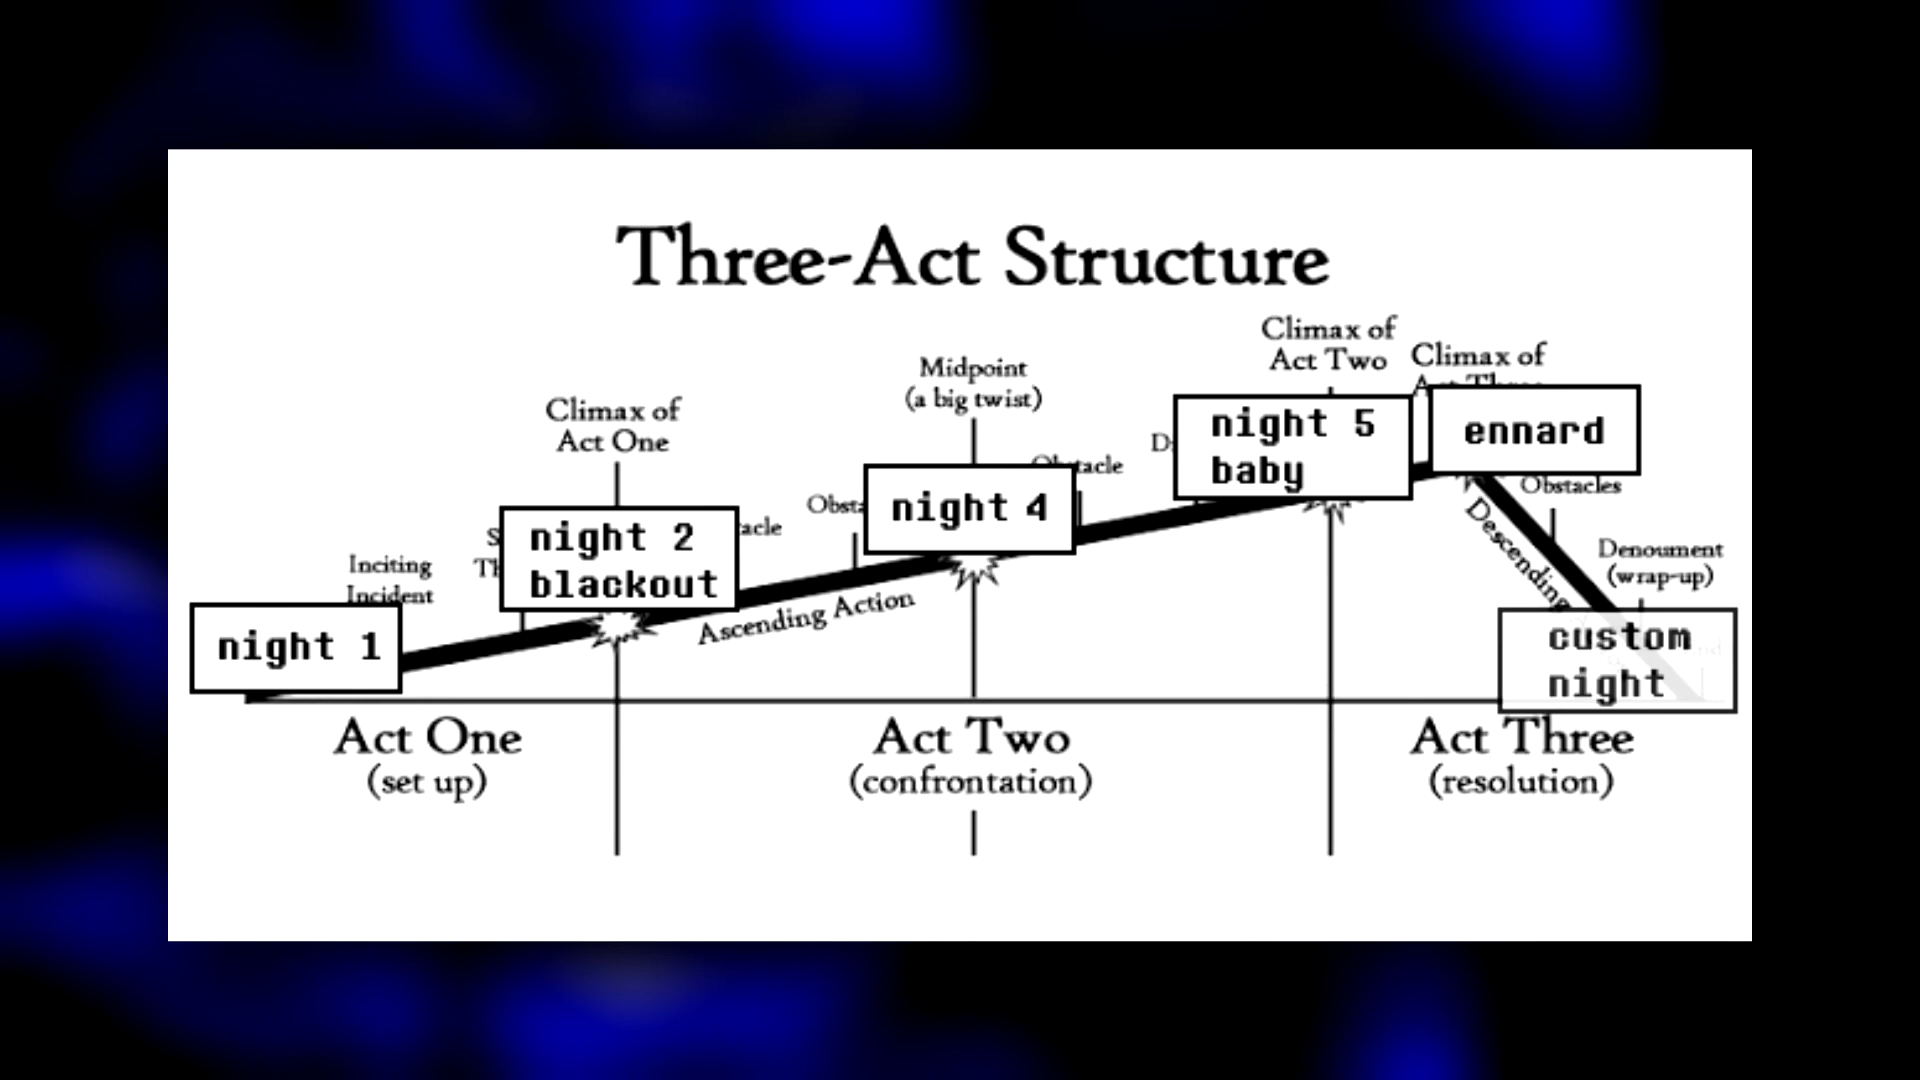 Three-Act Structure
Climax of
Act Two
Climax of
Midpoint
(a big twist)
Climax of
Act One
night 5
baby
ennard
Obstacles
night 4
night 2
blackout
Inciting
Incident
Denoument
(wrap-up)
Descending
Ascending Action
night 1
custom
night
Act One
(set up)
Act Two
(confrontation)
Act Three
(resolution)